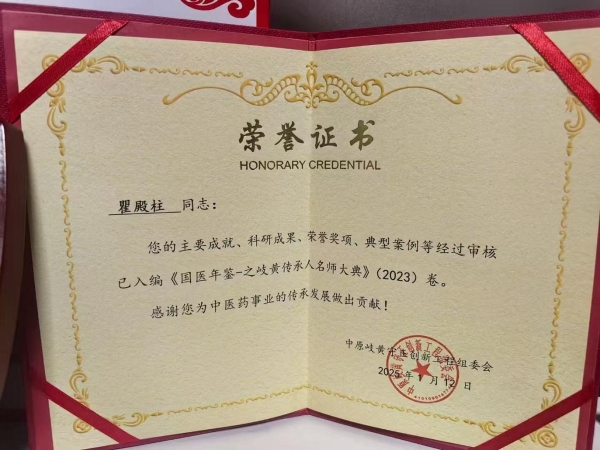 荣誉证书
HONORARY CREDENTIAL
瞿殿柱 同志：
您的主要成就、科研成果、荣誉奖项、典型案例等经过审核
已入编《国医年鉴-之岐黄传承人名师大典》(2023)卷。
感谢您为中医药事业的传承发展做出贡献！
中原岐黄守正创新工程组委会
2025年1月12日